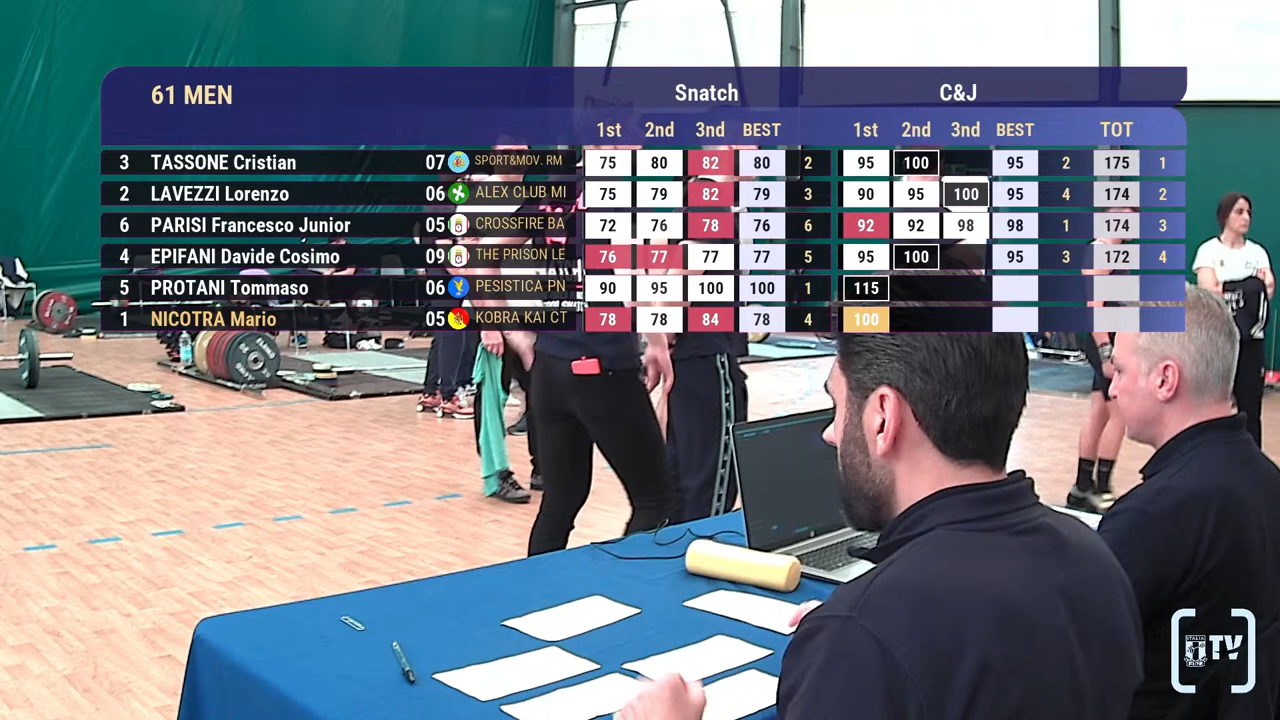 61 MEN Snatch C&J
1st 2nd 3nd BEST 1st 2nd 3nd BEST TOT
3 TASSONE Cristian 07 SPORT&MOV. RM 75 80 82 80 2 95 100 95 2 175 1
2 LAVEZZI Lorenzo 06 ALEX CLUB MI 75 79 82 79 3 90 95 100 95 4 174 2
6 PARISI Francesco Junior 05 CROSSFIRE BA 72 76 78 76 6 92 92 98 98 1 174 3
4 EPIFANI Davide Cosimo 09 THE PRISON LE 76 77 77 77 5 95 100 95 3 172 4
5 PROTANI Tommaso 06 PESISTICA PN 90 95 100 100 1 115
1 NICOTRA Mario 05 KOBRA KAI CT 78 78 84 78 4 100
ITALIA TV